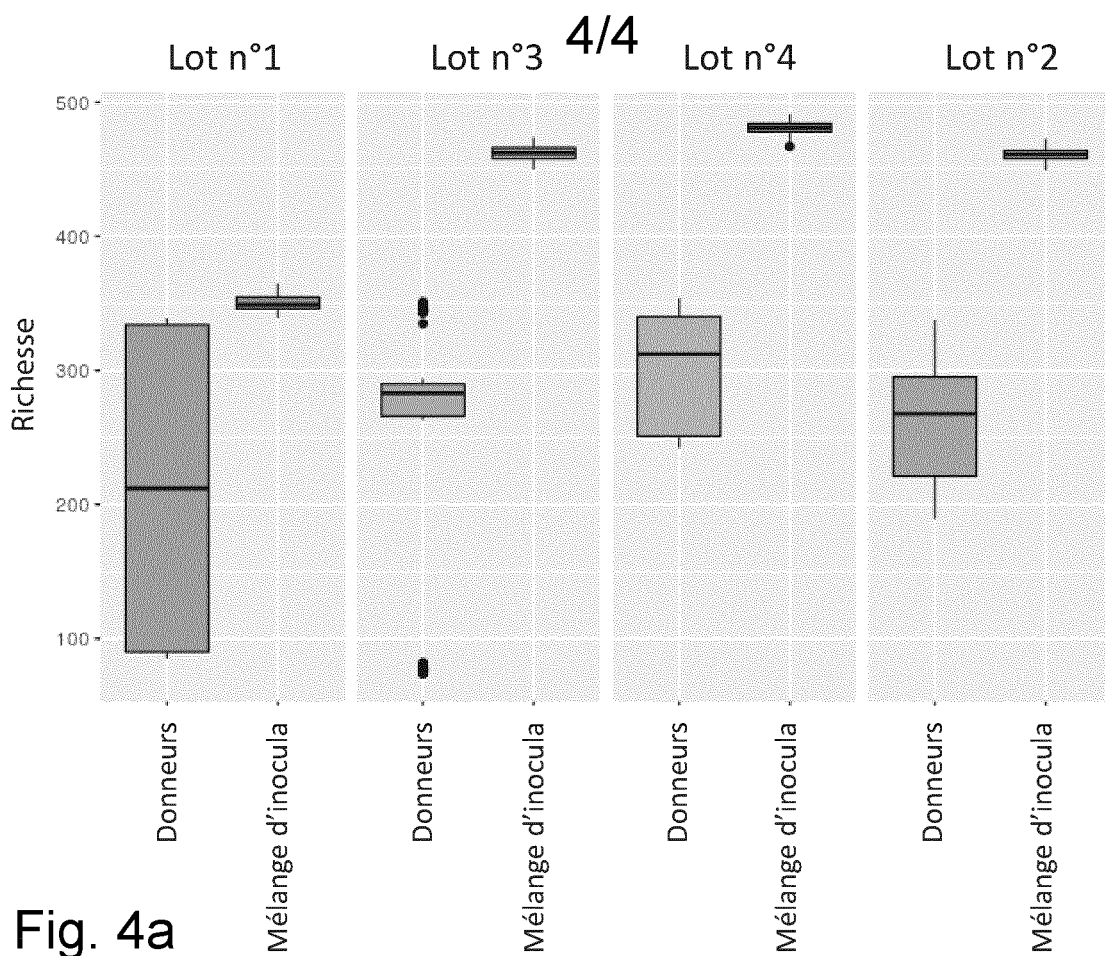 4/4
Lot n°1 Lot n°3 Lot n°4 Lot n°2
500
400
300
200
100
Richesse
Donneurs
Mélange d'inocula
Donneurs
Mélange d'inocula
Donneurs
Mélange d'inocula
Donneurs
Mélange d'inocula
Fig. 4a